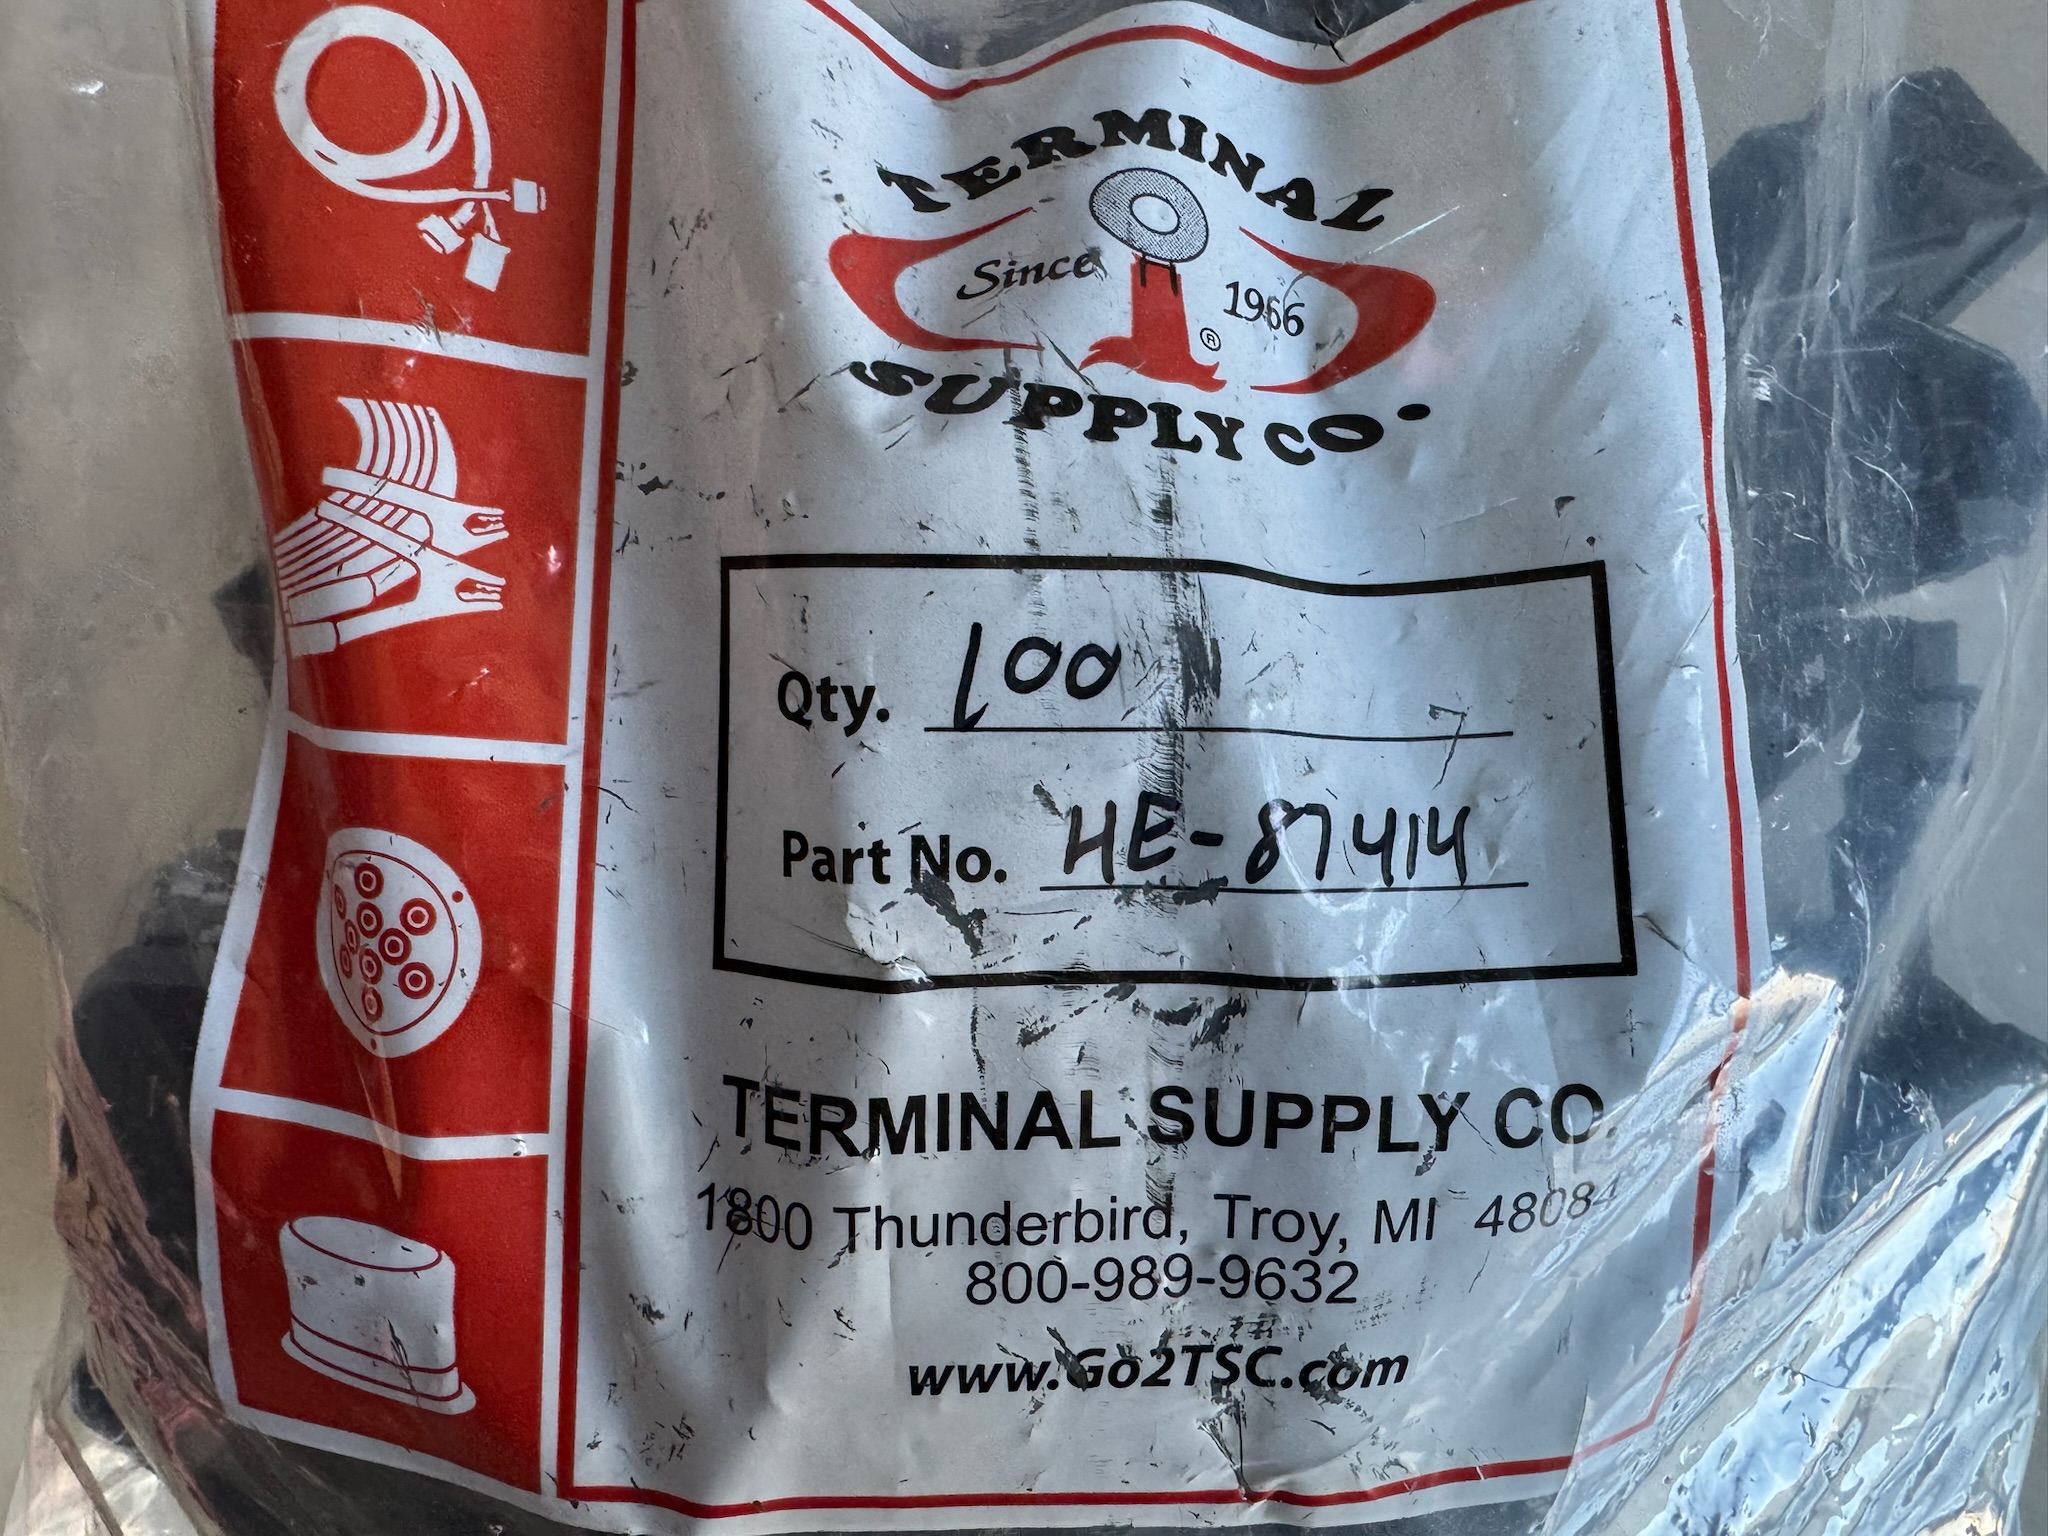 TERMINAL
Since 1966
®
SUPPLY CO.
Qty. 100
Part No. HE-87414
TERMINAL SUPPLY CO.
1800 Thunderbird, Troy, MI 48084
800-989-9632
www.Go2TSC.com